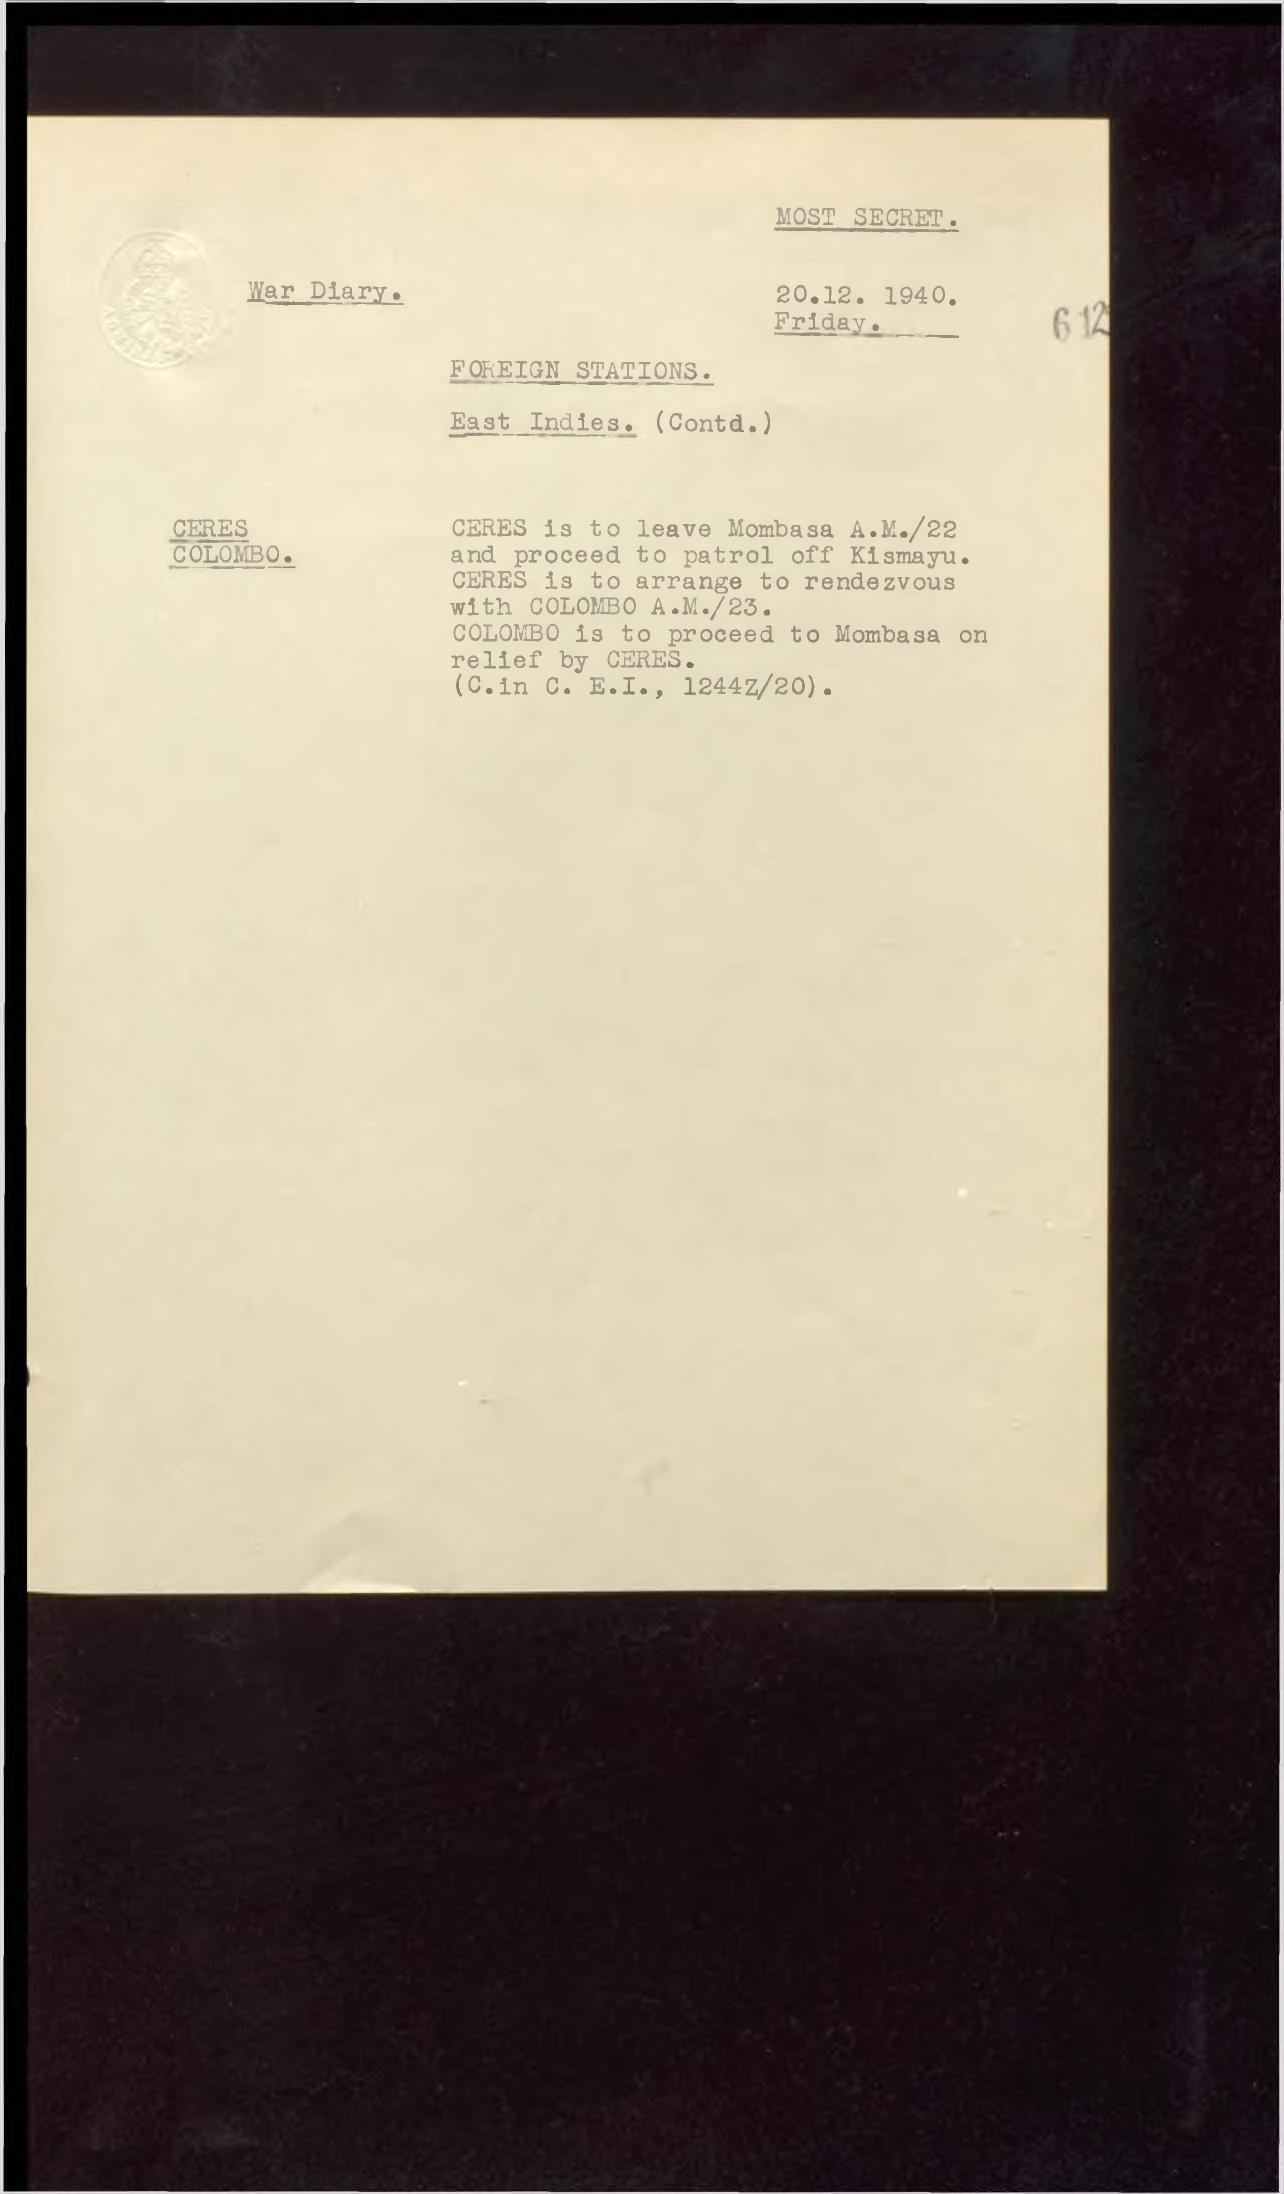 MOST SECRET.
War Diary.
20.12. 1940.
Friday.
612
FOREIGN STATIONS.
East Indies. (Contd.)
CERES
COLOMBO.
CERES is to leave Mombasa A.M./22
and proceed to patrol off Kismayu.
CERES is to arrange to rendezvous
with COLOMBO A.M./23.
COLOMBO is to proceed to Mombasa on
relief by CERES.
(C.in C. E.I., 1244Z/20).